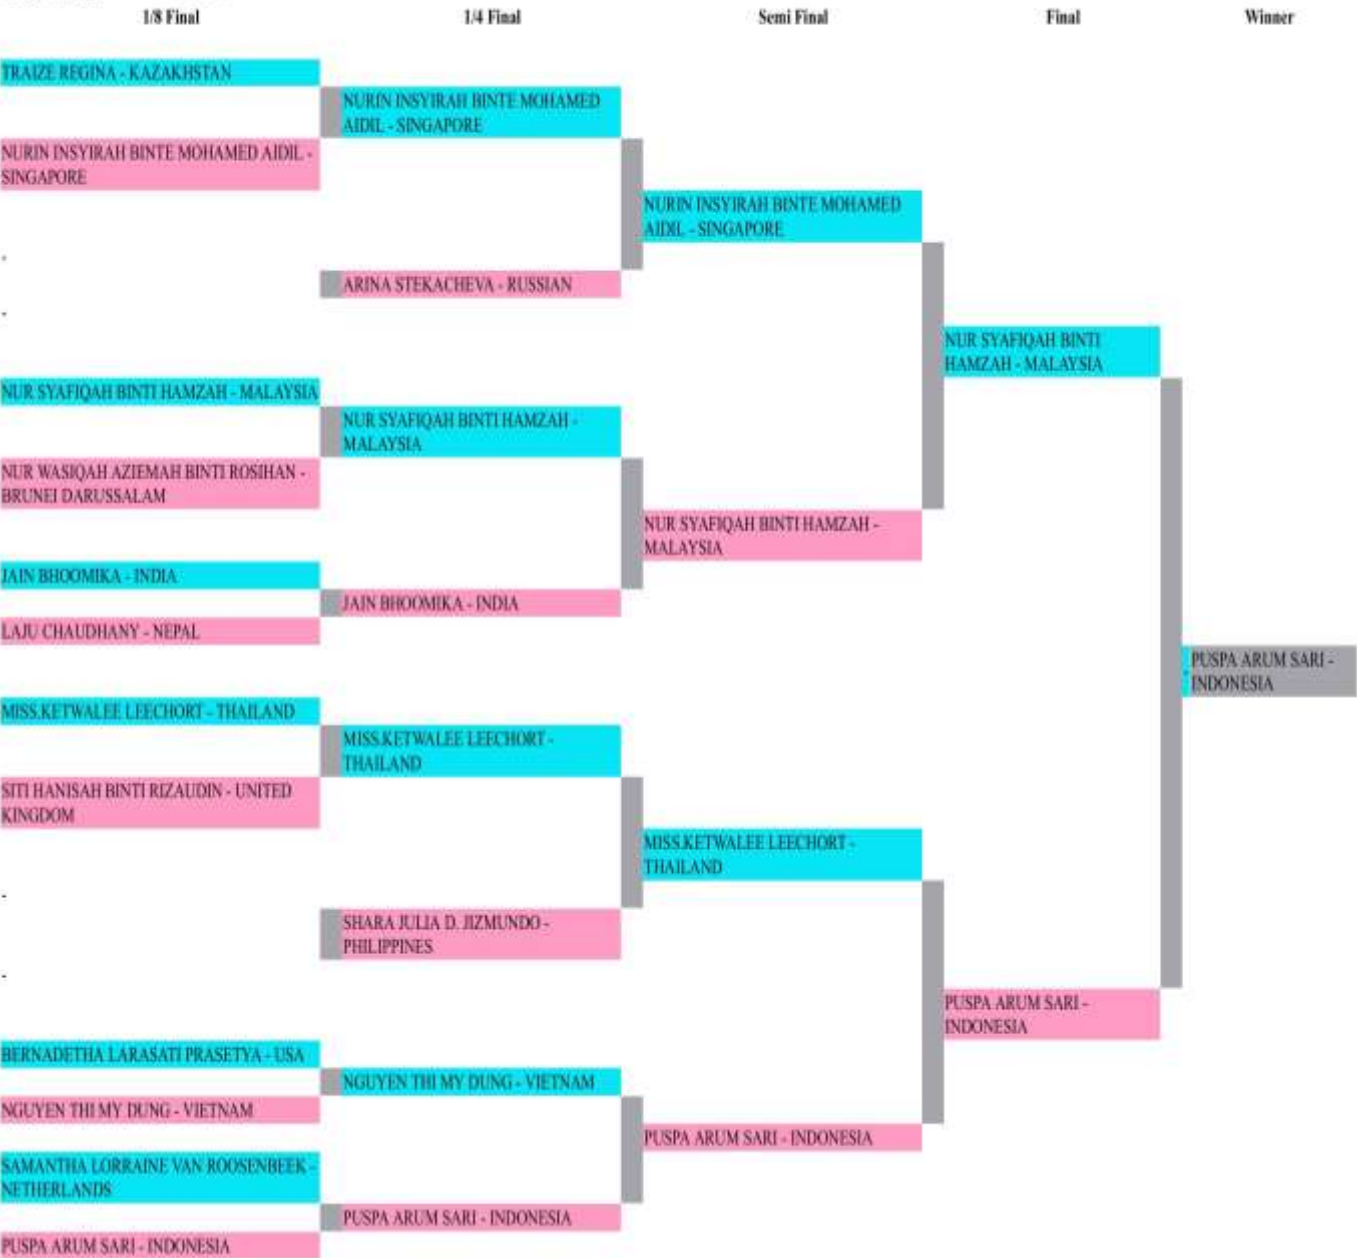 1/8 Final 1/4 Final Semi Final Final Winner
TRAIZE REGINA - KAZAKHSTAN
NURIN INSYIRAH BINTE MOHAMED
AIDIL - SINGAPORE
NURIN INSYIRAH BINTE MOHAMED AIDIL -
SINGAPORE
NURIN INSYIRAH BINTE MOHAMED
AIDIL - SINGAPORE
-
ARINA STEKACHEVA - RUSSIAN
-
NUR SYAFIQAH BINTI
HAMZAH - MALAYSIA
NUR SYAFIQAH BINTI HAMZAH - MALAYSIA
NUR SYAFIQAH BINTI HAMZAH -
MALAYSIA
NUR WASIQAH AZIEMAH BINTI ROSIHAN -
BRUNEI DARUSSALAM
NUR SYAFIQAH BINTI HAMZAH -
MALAYSIA
JAIN BHOOMIKA - INDIA
JAIN BHOOMIKA - INDIA
LAJU CHAUDHANY - NEPAL
PUSPA ARUM SARI -
INDONESIA
MISS.KETWALEE LEECHORT - THAILAND
MISS.KETWALEE LEECHORT -
THAILAND
SITI HANISAH BINTI RIZAUDIN - UNITED
KINGDOM
MISS.KETWALEE LEECHORT -
THAILAND
-
SHARA JULIA D. JIZMUNDO -
PHILIPPINES
-
PUSPA ARUM SARI -
INDONESIA
BERNADETHA LARASATI PRASETYA - USA
NGUYEN THI MY DUNG - VIETNAM
NGUYEN THI MY DUNG - VIETNAM
PUSPA ARUM SARI - INDONESIA
SAMANTHA LORRAINE VAN ROOSENBEEK -
NETHERLANDS
PUSPA ARUM SARI - INDONESIA
PUSPA ARUM SARI - INDONESIA